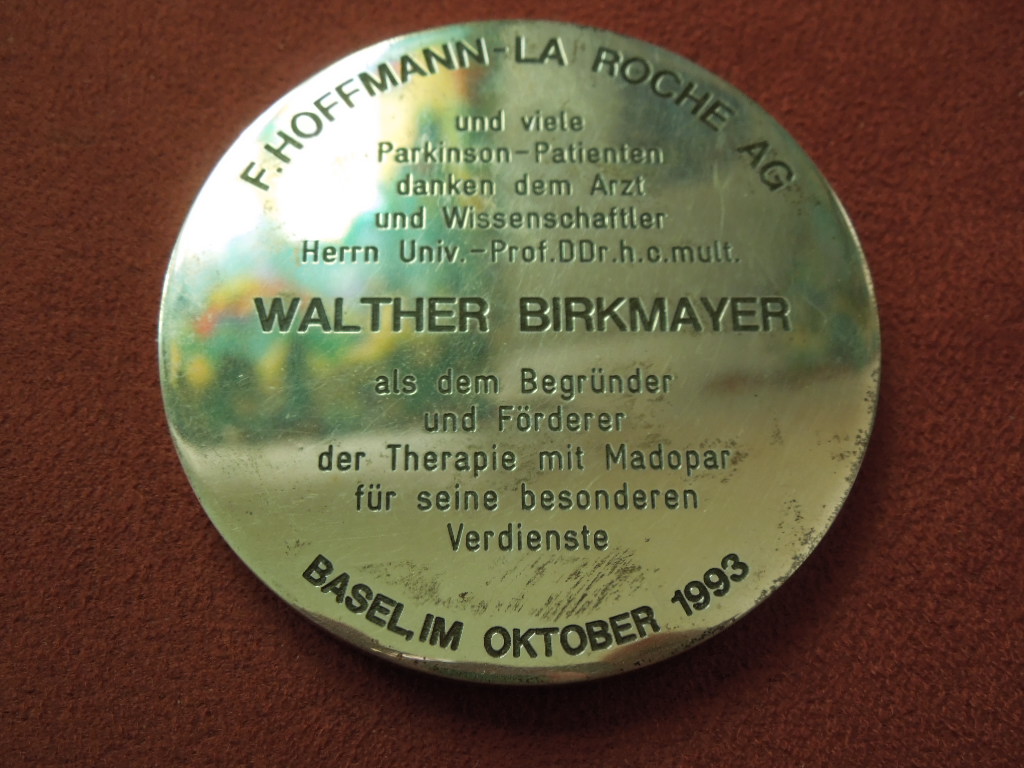 F. HOFFMANN-LA ROCHE AG
und viele
Parkinson-Patienten
danken dem Arzt
und Wissenschaftler
Herrn Univ.-Prof.DDr.h.c.mult.
WALTHER BIRKMAYER
als dem Begründer
und Förderer
der Therapie mit Madopar
für seine besonderen
Verdienste
BASEL, IM OKTOBER 1993